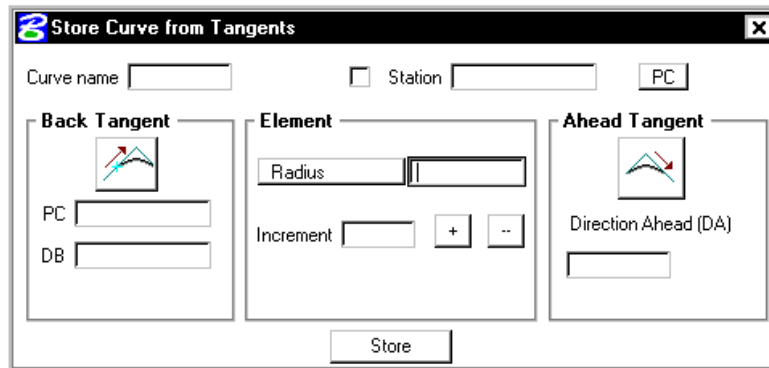 Store Curve from Tangents
Curve name
Station
PC
Back Tangent
PC
DB
Element
Radius
Increment
+
--
Ahead Tangent
Direction Ahead (DA)
Store